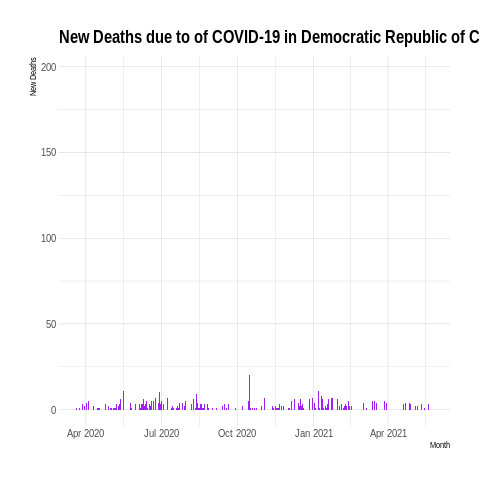 New Deaths due to of COVID-19 in Democratic Republic of C
New Deaths
200
150
100
50
0
Apr 2020 Jul 2020 Oct 2020 Jan 2021 Apr 2021
Month